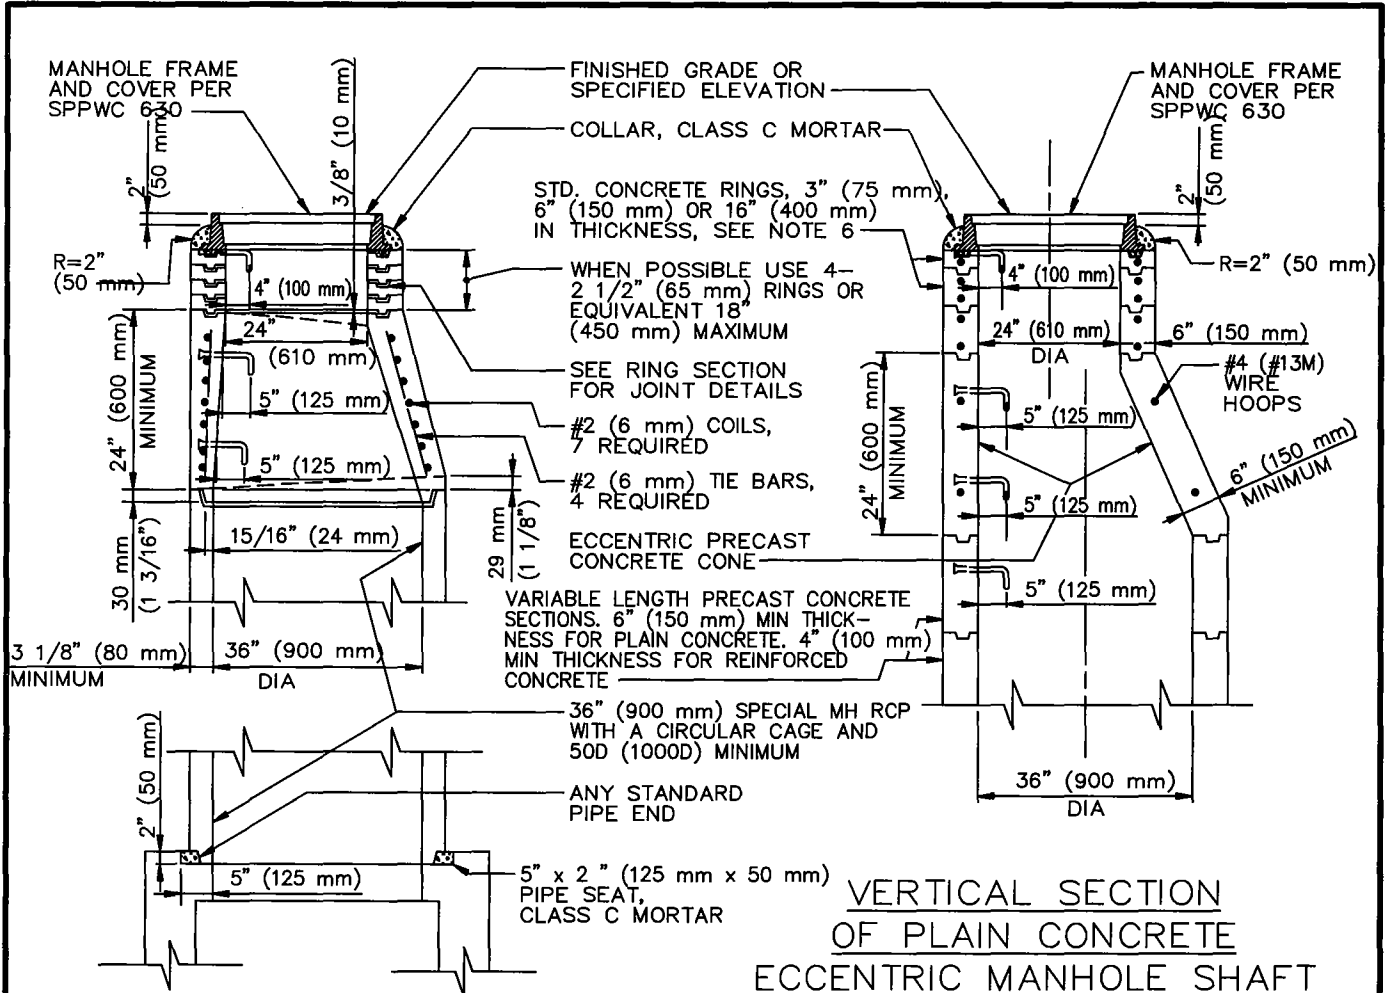 MANHOLE FRAME
AND COVER PER
SPPWC 630
2"
(50 mm)
3/8" (10 mm)
FINISHED GRADE OR
SPECIFIED ELEVATION
COLLAR, CLASS C MORTAR
STD. CONCRETE RINGS, 3" (75 mm),
6" (150 mm) OR 16" (400 mm)
IN THICKNESS, SEE NOTE 6
MANHOLE FRAME
AND COVER PER
SPPWC 630
2"
(50 mm)
R=2"
(50 mm)
4" (100 mm)
24"
(610 mm)
24" (600 mm)
MINIMUM
5" (125 mm)
5" (125 mm)
WHEN POSSIBLE USE 4-
2 1/2" (65 mm) RINGS OR
EQUIVALENT 18"
(450 mm) MAXIMUM
SEE RING SECTION
FOR JOINT DETAILS
#2 (6 mm) COILS,
7 REQUIRED
#2 (6 mm) TIE BARS,
4 REQUIRED
R=2" (50 mm)
4" (100 mm)
24" (610 mm)
DIA
6" (150 mm)
#4 (#13M)
WIRE
HOOPS
24" (600 mm)
MINIMUM
5" (125 mm)
6" (150 mm)
MINIMUM
5" (125 mm)
5" (125 mm)
30 mm
(1 3/16")
15/16" (24 mm)
29 mm
(1 1/8")
ECCENTRIC PRECAST
CONCRETE CONE
VARIABLE LENGTH PRECAST CONCRETE
SECTIONS. 6" (150 mm) MIN THICK-
NESS FOR PLAIN CONCRETE. 4" (100 mm)
MIN THICKNESS FOR REINFORCED
CONCRETE
3 1/8" (80 mm)
MINIMUM
36" (900 mm)
DIA
36" (900 mm) SPECIAL MH RCP
WITH A CIRCULAR CAGE AND
50D (1000D) MINIMUM
36" (900 mm)
DIA
2" (50 mm)
ANY STANDARD
PIPE END
5" (125 mm)
5" x 2 " (125 mm x 50 mm)
PIPE SEAT,
CLASS C MORTAR
VERTICAL SECTION
OF PLAIN CONCRETE
ECCENTRIC MANHOLE SHAFT